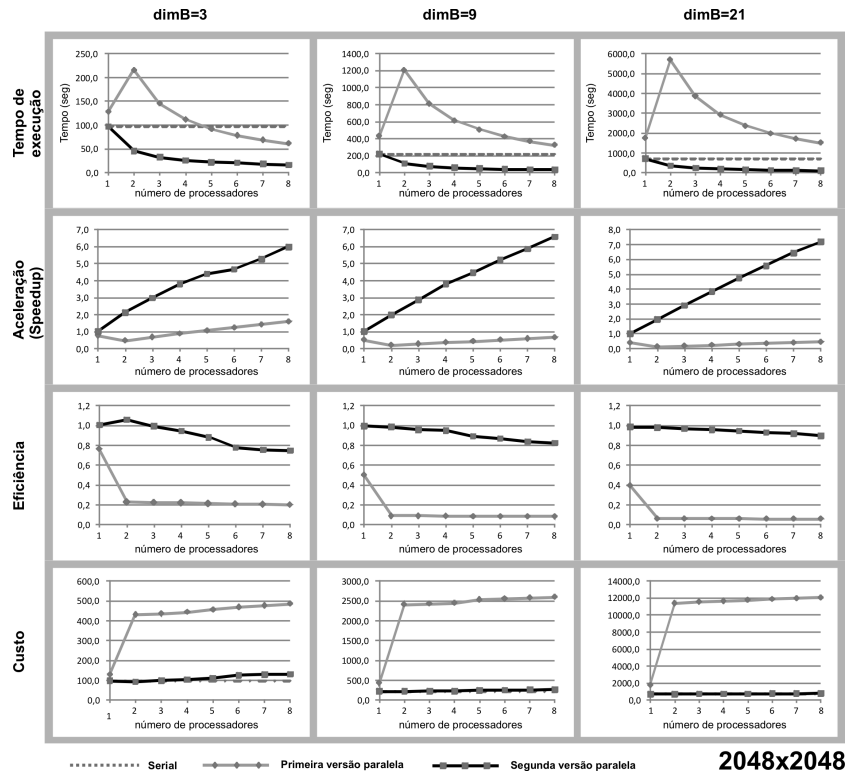 dimB=3 dimB=9 dimB=21
Tempo de execução
Tempo (seg)
250,0
200,0
150,0
100,0
50,0
0,0
1 2 3 4 5 6 7 8
número de processadores
Tempo (seg)
1400,0
1200,0
1000,0
800,0
600,0
400,0
200,0
0,0
1 2 3 4 5 6 7 8
número de processadores
Tempo (seg)
6000,0
5000,0
4000,0
3000,0
2000,0
1000,0
0,0
1 2 3 4 5 6 7 8
número de processadores
Aceleração
(Speedup)
7,0
6,0
5,0
4,0
3,0
2,0
1,0
0,0
1 2 3 4 5 6 7 8
número de processadores
7,0
6,0
5,0
4,0
3,0
2,0
1,0
0,0
1 2 3 4 5 6 7 8
número de processadores
8,0
7,0
6,0
5,0
4,0
3,0
2,0
1,0
0,0
1 2 3 4 5 6 7 8
número de processadores
Eficiência
1,2
1,0
0,8
0,6
0,4
0,2
0,0
1 2 3 4 5 6 7 8
número de processadores
1,2
1,0
0,8
0,6
0,4
0,2
0,0
1 2 3 4 5 6 7 8
número de processadores
1,2
1,0
0,8
0,6
0,4
0,2
0,0
1 2 3 4 5 6 7 8
número de processadores
Custo
600,0
500,0
400,0
300,0
200,0
100,0
0,0
1 2 3 4 5 6 7 8
número de processadores
3000,0
2500,0
2000,0
1500,0
1000,0
500,0
0,0
1 2 3 4 5 6 7 8
número de processadores
14000,0
12000,0
10000,0
8000,0
6000,0
4000,0
2000,0
0,0
1 2 3 4 5 6 7 8
número de processadores
Serial Primeira versão paralela Segunda versão paralela
2048x2048